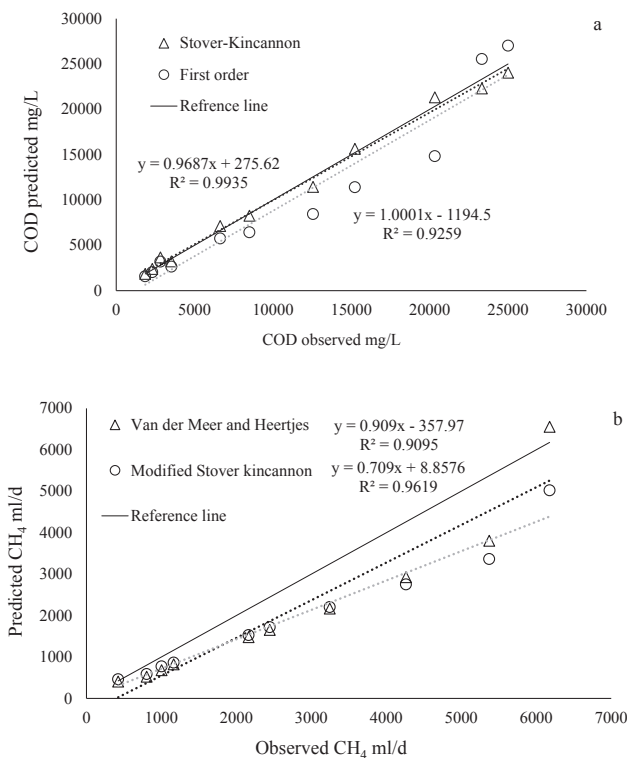 a
30000
25000
20000
15000
10000
5000
0
COD predicted mg/L
Stover-Kincannon
First order
Refrence line
y = 0.9687x + 275.62
R² = 0.9935
y = 1.0001x - 1194.5
R² = 0.9259
0 5000 10000 15000 20000 25000 30000
COD observed mg/L
b
7000
6000
5000
4000
3000
2000
1000
0
Predicted CH₄ ml/d
Van der Meer and Heertjes
Modified Stover kincannon
Reference line
y = 0.909x - 357.97
R² = 0.9095
y = 0.709x + 8.8576
R² = 0.9619
0 1000 2000 3000 4000 5000 6000 7000
Observed CH₄ ml/d